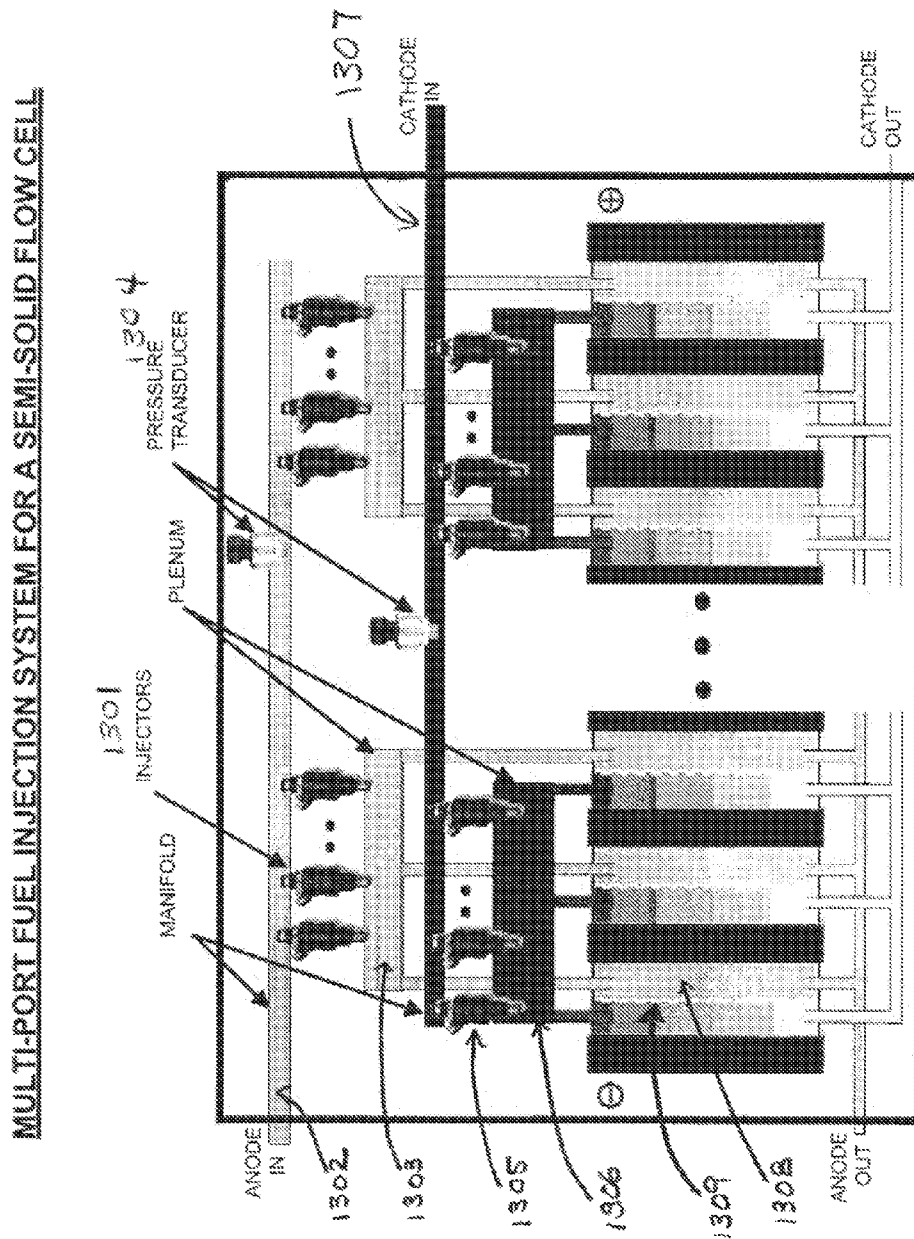 MULTI-PORT FUEL INJECTION SYSTEM FOR A SEMI-SOLID FLOW CELL
1301
INJECTORS
MANIFOLD
PLENUM
1304
PRESSURE
TRANSDUCER
1307
ANODE
IN
CATHODE
IN
1302
1303
1305
1306
1309
1308
⊖
⊕
ANODE
OUT
CATHODE
OUT